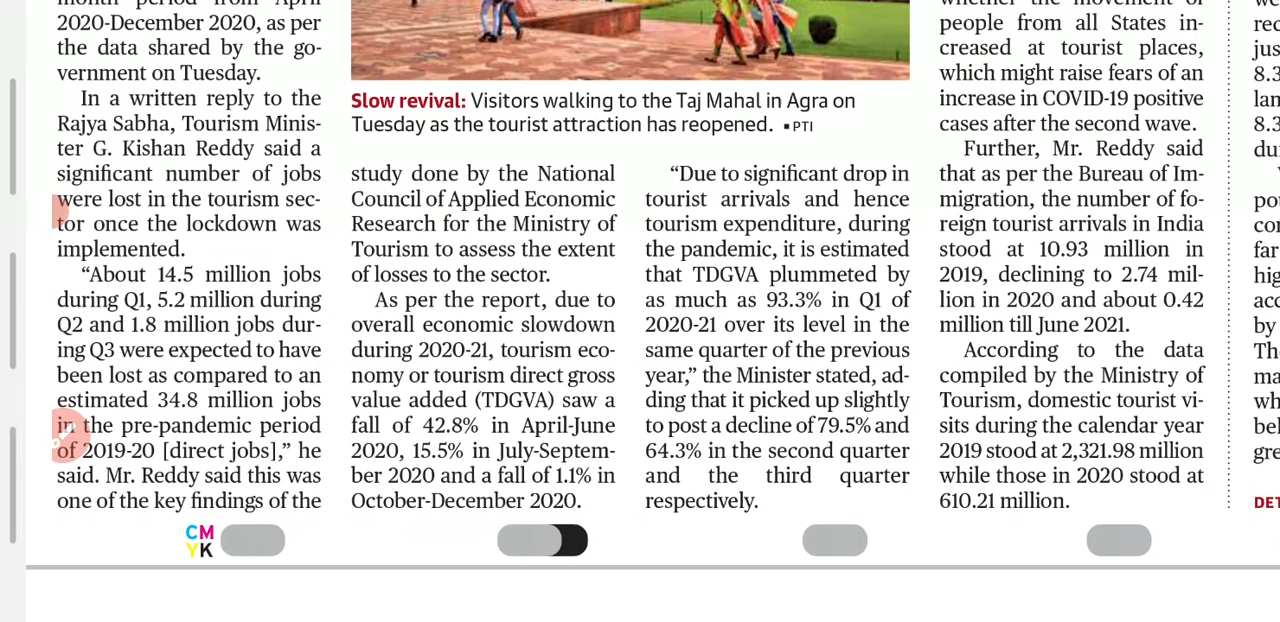 month period from April
2020-December 2020, as per
the data shared by the go-
vernment on Tuesday.
In a written reply to the
Rajya Sabha, Tourism Minis-
ter G. Kishan Reddy said a
significant number of jobs
were lost in the tourism sec-
tor once the lockdown was
implemented.
“About 14.5 million jobs
during Q1, 5.2 million during
Q2 and 1.8 million jobs dur-
ing Q3 were expected to have
been lost as compared to an
estimated 34.8 million jobs
in the pre-pandemic period
of 2019-20 [direct jobs],” he
said. Mr. Reddy said this was
one of the key findings of the
Slow revival: Visitors walking to the Taj Mahal in Agra on
Tuesday as the tourist attraction has reopened. ▪PTI
study done by the National
Council of Applied Economic
Research for the Ministry of
Tourism to assess the extent
of losses to the sector.
As per the report, due to
overall economic slowdown
during 2020-21, tourism eco-
nomy or tourism direct gross
value added (TDGVA) saw a
fall of 42.8% in April-June
2020, 15.5% in July-Septem-
ber 2020 and a fall of 1.1% in
October-December 2020.
“Due to significant drop in
tourist arrivals and hence
tourism expenditure, during
the pandemic, it is estimated
that TDGVA plummeted by
as much as 93.3% in Q1 of
2020-21 over its level in the
same quarter of the previous
year,” the Minister stated, ad-
ding that it picked up slightly
to post a decline of 79.5% and
64.3% in the second quarter
and the third quarter
respectively.
whether the movement of
people from all States in-
creased at tourist places,
which might raise fears of an
increase in COVID-19 positive
cases after the second wave.
Further, Mr. Reddy said
that as per the Bureau of Im-
migration, the number of fo-
reign tourist arrivals in India
stood at 10.93 million in
2019, declining to 2.74 mil-
lion in 2020 and about 0.42
million till June 2021.
According to the data
compiled by the Ministry of
Tourism, domestic tourist vi-
sits during the calendar year
2019 stood at 2,321.98 million
while those in 2020 stood at
610.21 million.
CM
YK